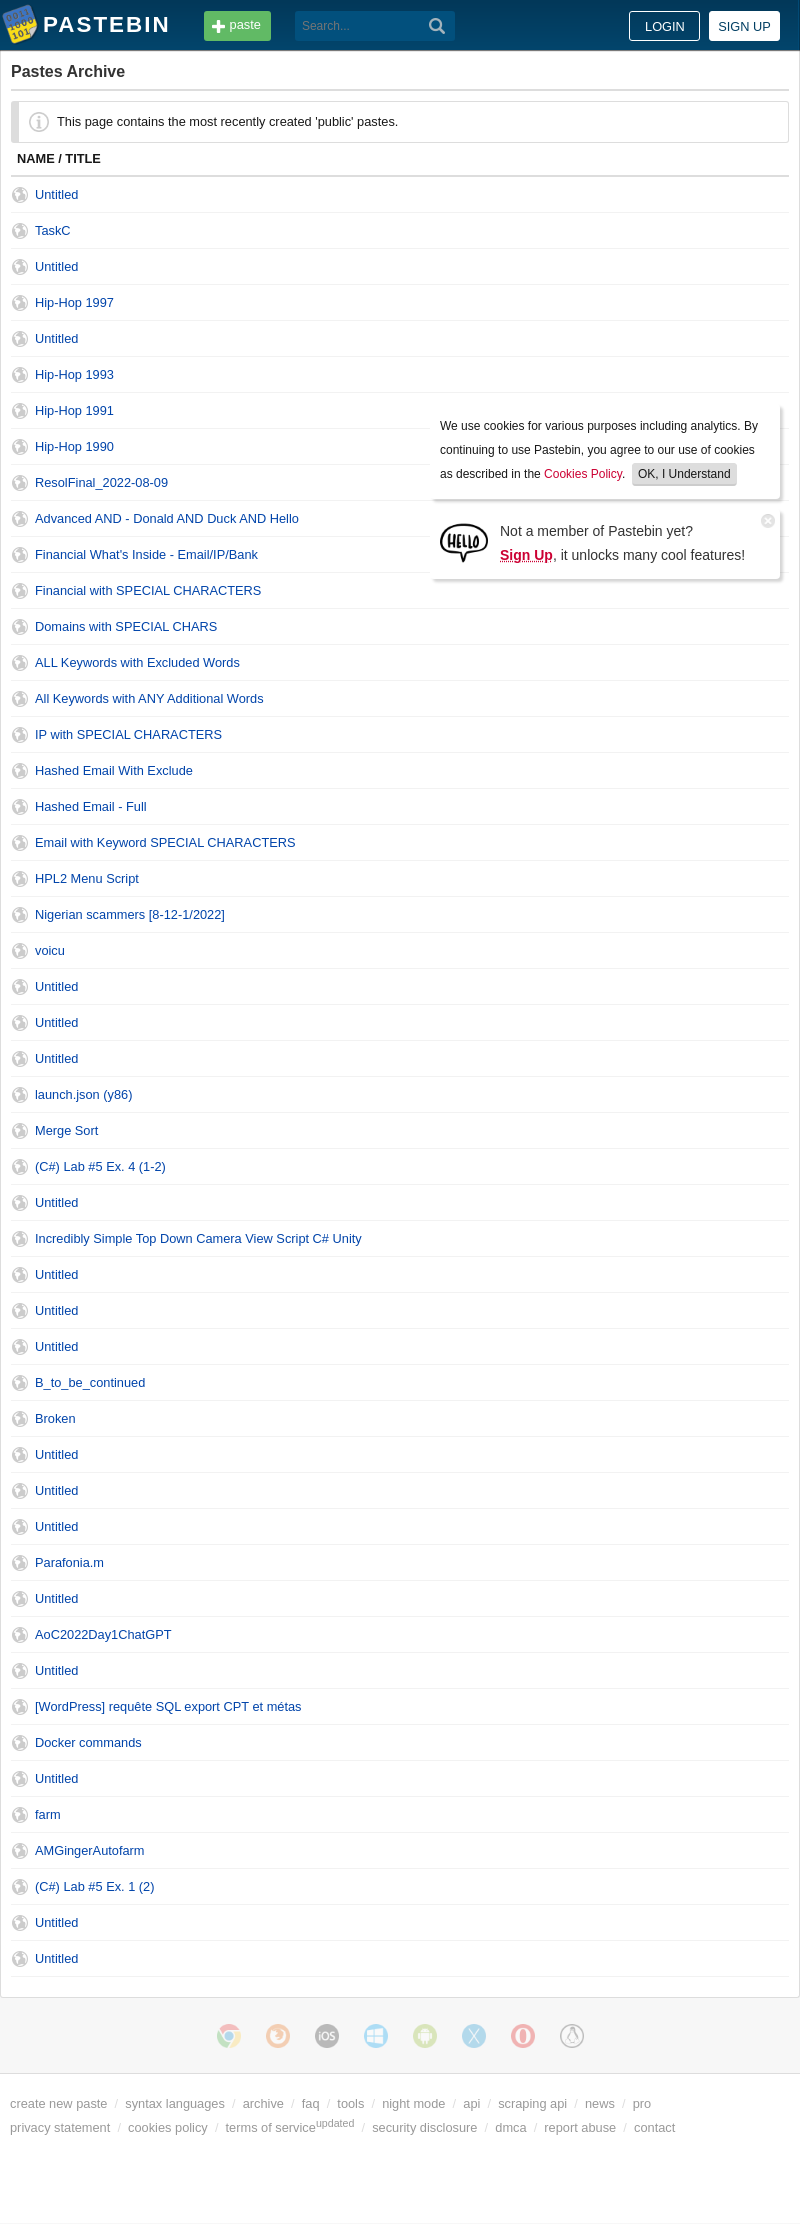 PASTEBIN
paste
Search...
LOGIN
SIGN UP
Pastes Archive
This page contains the most recently created 'public' pastes.
NAME / TITLE
Untitled
TaskC
Untitled
Hip-Hop 1997
Untitled
Hip-Hop 1993
Hip-Hop 1991
Hip-Hop 1990
ResolFinal_2022-08-09
Advanced AND - Donald AND Duck AND Hello
Financial What's Inside - Email/IP/Bank
Financial with SPECIAL CHARACTERS
Domains with SPECIAL CHARS
ALL Keywords with Excluded Words
All Keywords with ANY Additional Words
IP with SPECIAL CHARACTERS
Hashed Email With Exclude
Hashed Email - Full
Email with Keyword SPECIAL CHARACTERS
HPL2 Menu Script
Nigerian scammers [8-12-1/2022]
voicu
Untitled
Untitled
Untitled
launch.json (y86)
Merge Sort
(C#) Lab #5 Ex. 4 (1-2)
Untitled
Incredibly Simple Top Down Camera View Script C# Unity
Untitled
Untitled
Untitled
B_to_be_continued
Broken
Untitled
Untitled
Untitled
Parafonia.m
Untitled
AoC2022Day1ChatGPT
Untitled
[WordPress] requête SQL export CPT et métas
Docker commands
Untitled
farm
AMGingerAutofarm
(C#) Lab #5 Ex. 1 (2)
Untitled
Untitled
We use cookies for various purposes including analytics. By
continuing to use Pastebin, you agree to our use of cookies
as described in the Cookies Policy. OK, I Understand
HELLO
Not a member of Pastebin yet?
Sign Up, it unlocks many cool features!
iOS
create new paste / syntax languages / archive / faq / tools / night mode / api / scraping api / news / pro
privacy statement / cookies policy / terms of service updated / security disclosure / dmca / report abuse / contact